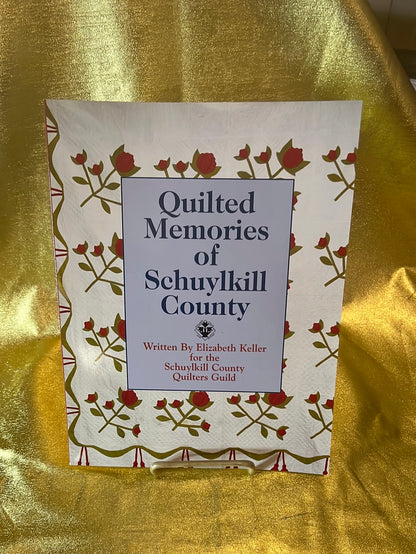 Quilted
Memories
of
Schuylkill
County
Written By Elizabeth Keller
for the
Schuylkill County
Quilters Guild